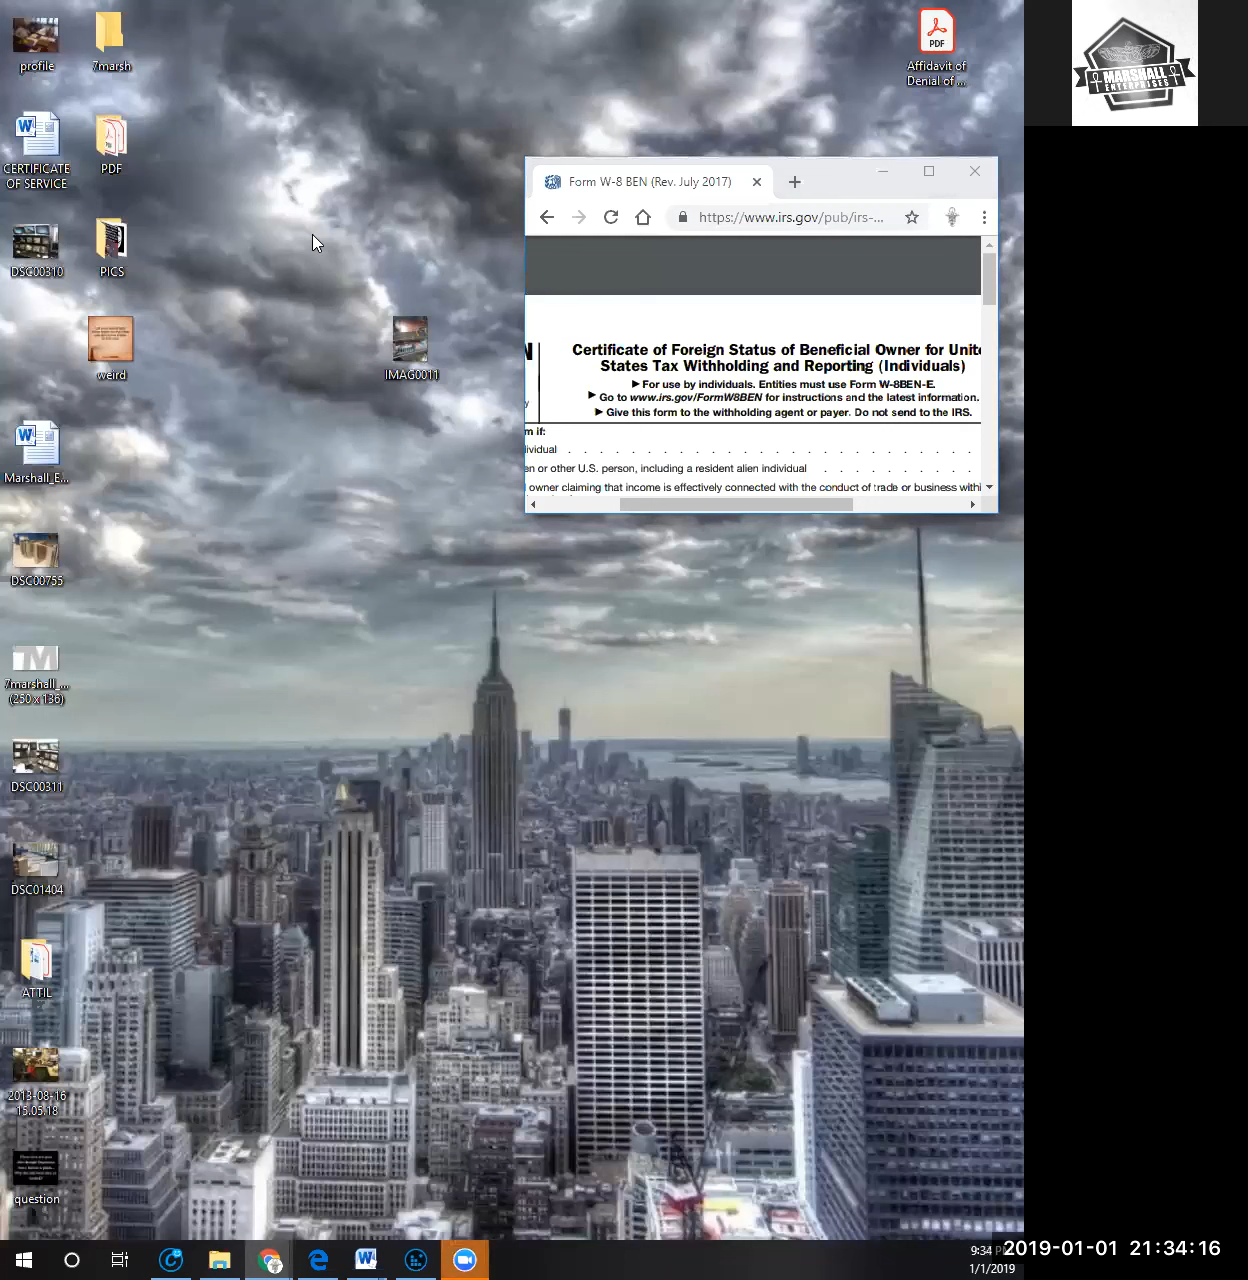 profile
7marsh
Affidavit of
Denial of ...
MARSHALL
ENTERPRISES
CERTIFICATE
OF SERVICE
PDF
Form W-8 BEN (Rev. July 2017)
https://www.irs.gov/pub/irs-...
DSC00310
PICS
weird
IMAG0011
Certificate of Foreign Status of Beneficial Owner for Unite
States Tax Withholding and Reporting (Individuals)
▶ For use by individuals. Entities must use Form W-8BEN-E.
▶ Go to www.irs.gov/FormW8BEN for instructions and the latest information.
▶ Give this form to the withholding agent or payer. Do not send to the IRS.
m if:
ividual
en or other U.S. person, including a resident alien individual
owner claiming that income is effectively connected with the conduct of trade or business withi
Marshall_E...
DSC00755
7marshall_...
(250 x 136)
DSC00311
DSC01404
ATTIL
2013-08-16
15.05.18
question
9:34 P
1/1/2019
2019-01-01 21:34:16